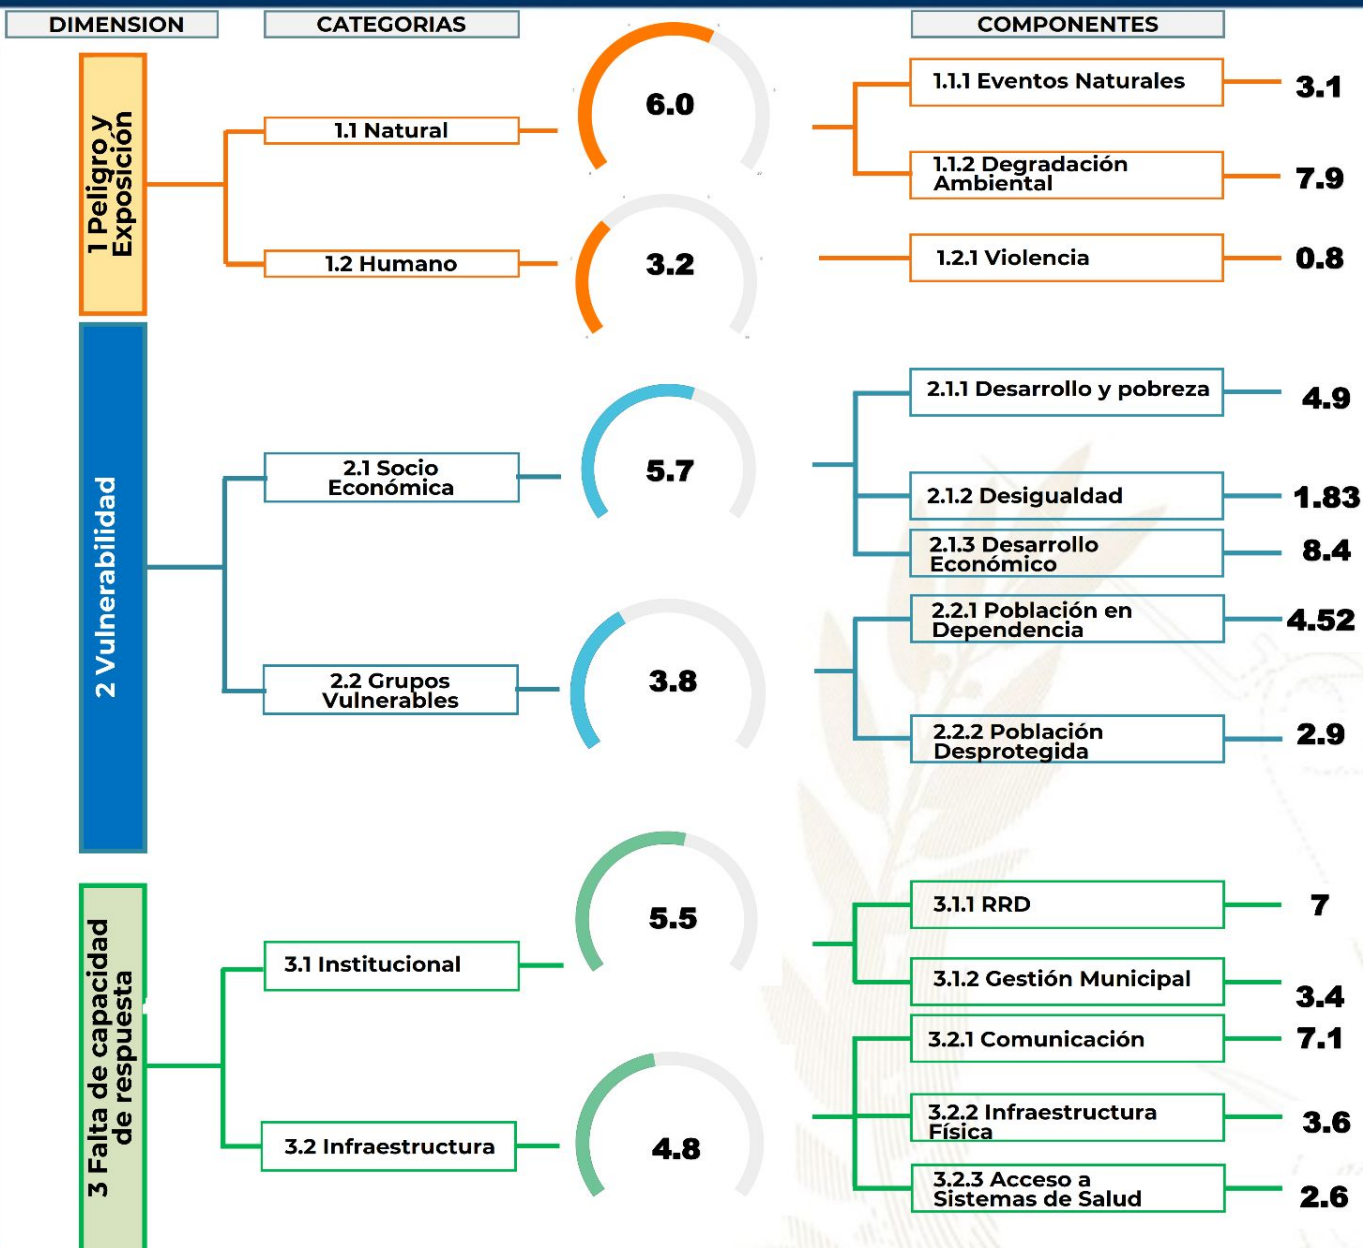 DIMENSION
CATEGORIAS
COMPONENTES
1 Peligro y
Exposición
1.1 Natural
6.0
1.1.1 Eventos Naturales
3.1
1.1.2 Degradación
Ambiental
7.9
1.2 Humano
3.2
1.2.1 Violencia
0.8
2 Vulnerabilidad
2.1 Socio
Económica
5.7
2.1.1 Desarrollo y pobreza
4.9
2.1.2 Desigualdad
1.83
2.1.3 Desarrollo
Económico
8.4
2.2 Grupos
Vulnerables
3.8
2.2.1 Población en
Dependencia
4.52
2.2.2 Población
Desprotegida
2.9
3 Falta de capacidad
de respuesta
3.1 Institucional
5.5
3.1.1 RRD
7
3.1.2 Gestión Municipal
3.4
3.2 Infraestructura
4.8
3.2.1 Comunicación
7.1
3.2.2 Infraestructura
Física
3.6
3.2.3 Acceso a
Sistemas de Salud
2.6